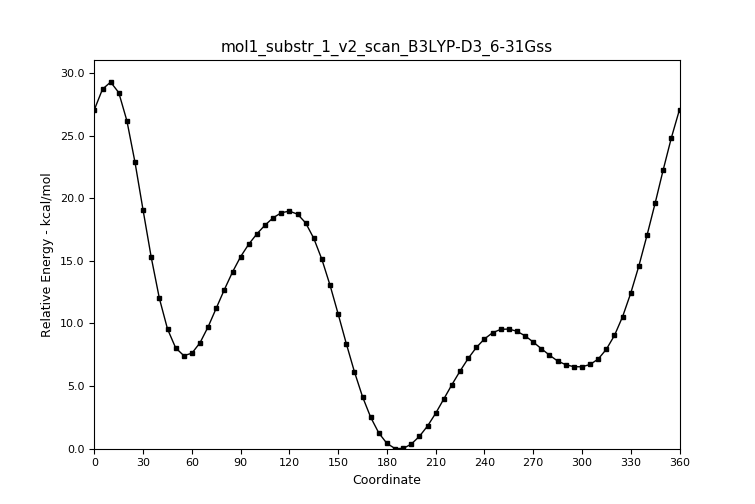 mol1_substr_1_v2_scan_B3LYP-D3_6-31Gss
30.0
25.0
20.0
15.0
10.0
5.0
0.0
Relative Energy - kcal/mol
0 30 60 90 120 150 180 210 240 270 300 330 360
Coordinate